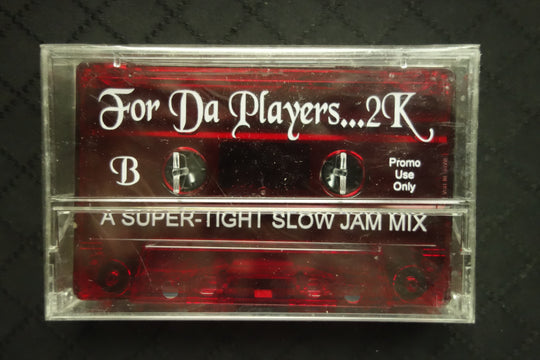 For Da Players...2K
B
Promo
Use
Only
A SUPER-TIGHT SLOW JAM MIX